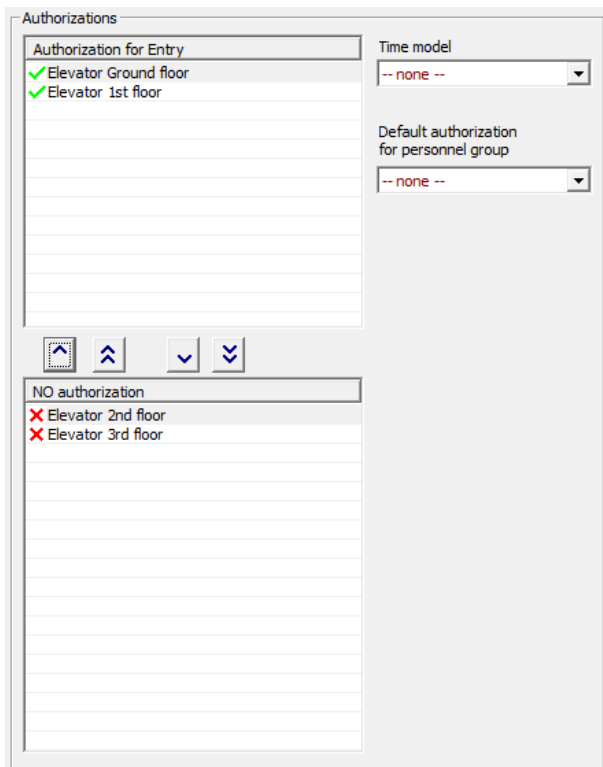 Authorizations
Authorization for Entry
Elevator Ground floor
Elevator 1st floor
Time model
-- none --
Default authorization
for personnel group
-- none --
NO authorization
Elevator 2nd floor
Elevator 3rd floor